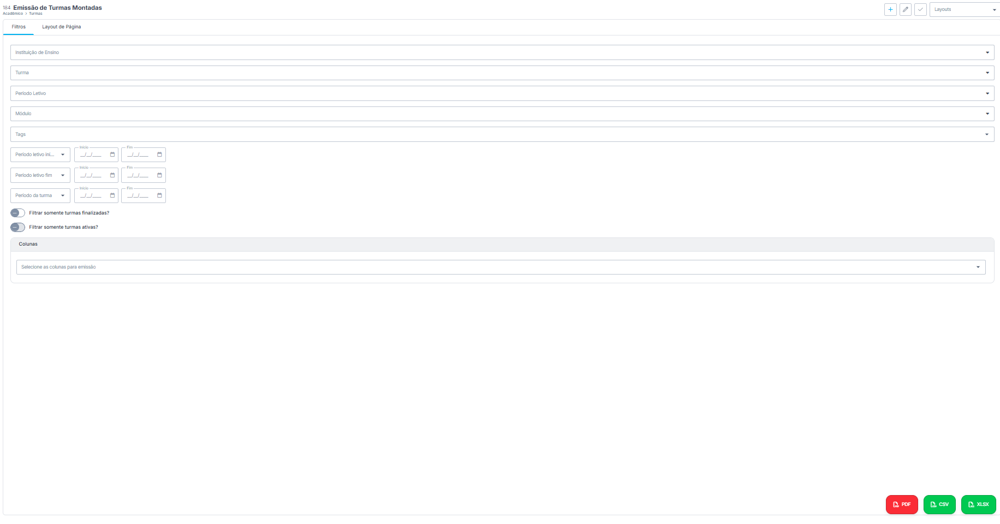 184 Emissão de Turmas Montadas
Acadêmico > Turmas
Layouts
Filtros Layout de Página
Instituição de Ensino
Turma
Período Letivo
Módulo
Tags
Período letivo iní... Início __/__/____ Fim __/__/____
Período letivo fim Início __/__/____ Fim __/__/____
Período da turma Início __/__/____ Fim __/__/____
Filtrar somente turmas finalizadas?
Filtrar somente turmas ativas?
Colunas
Selecione as colunas para emissão
PDF CSV XLSX